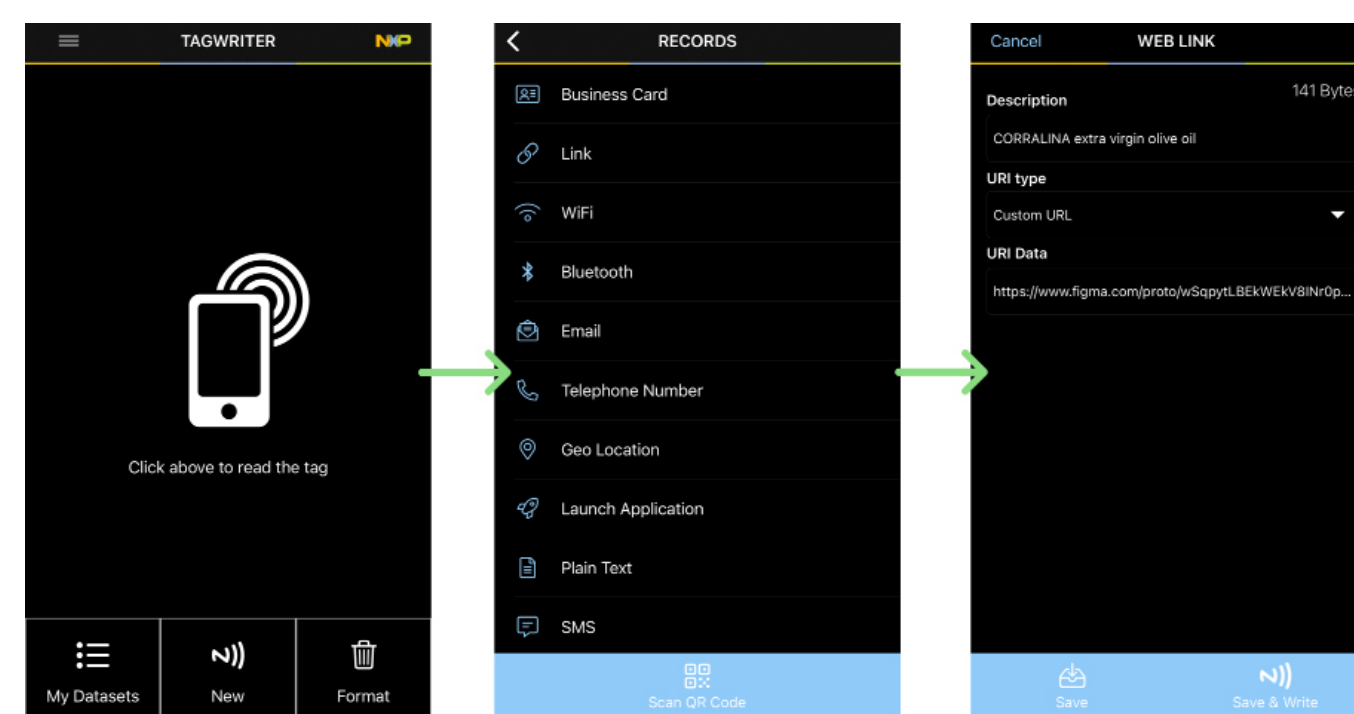 TAGWRITER
NXP
Click above to read the tag
My Datasets
New
Format
RECORDS
Business Card
Link
WiFi
Bluetooth
Email
Telephone Number
Geo Location
Launch Application
Plain Text
SMS
Scan QR Code
Cancel
WEB LINK
141 Bytes
Description
CORRALINA extra virgin olive oil
URI type
Custom URL
URI Data
https://www.figma.com/proto/wSqpytLBEkWEkV8INr0p...
Save
Save & Write